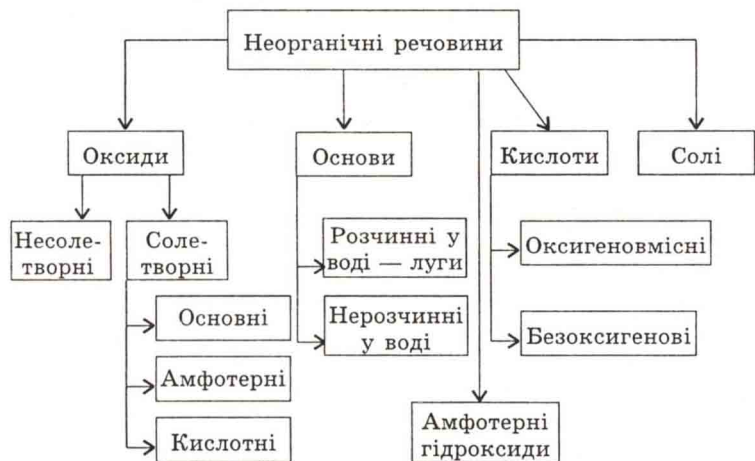 Неорганічні речовини
Оксиди
Основи
Кислоти
Солі
Несоле-
творні
Соле-
творні
Основні
Амфотерні
Кислотні
Розчинні у
воді — луги
Нерозчинні
у воді
Амфотерні
гідроксиди
Оксигеновмісні
Безоксигенові